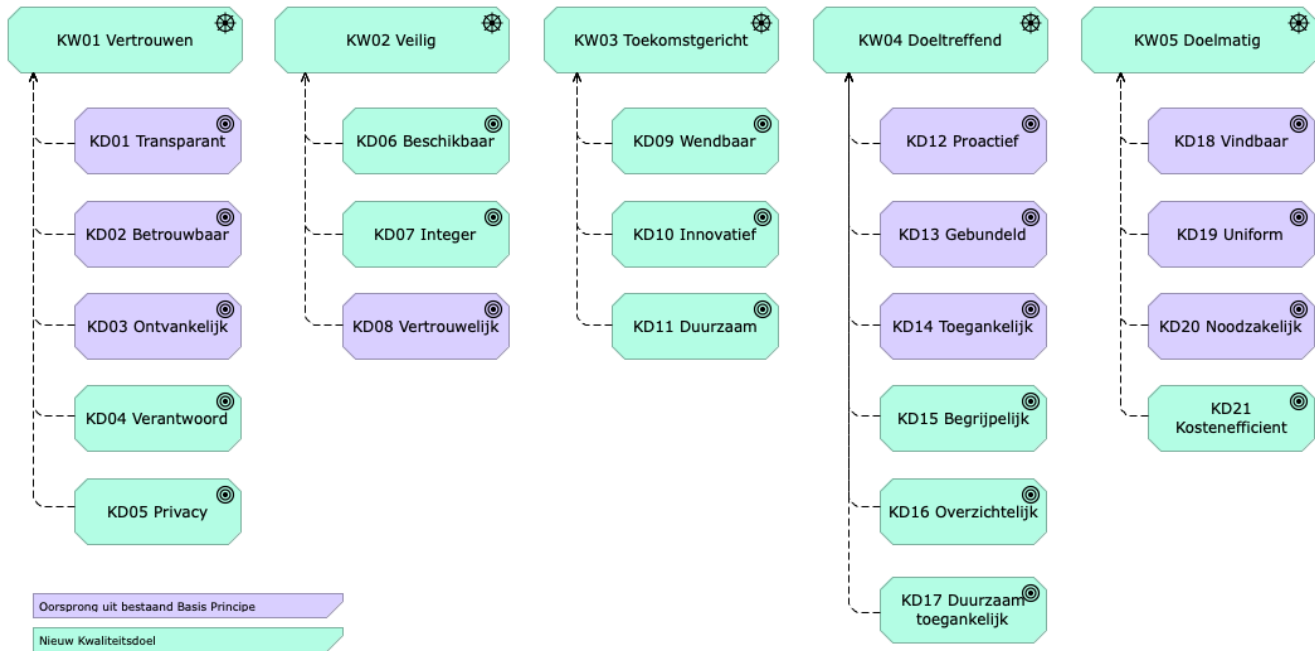 KW01 Vertrouwen
KD01 Transparant
KD02 Betrouwbaar
KD03 Ontvankelijk
KD04 Verantwoord
KD05 Privacy
KW02 Veilig
KD06 Beschikbaar
KD07 Integer
KD08 Vertrouwelijk
KW03 Toekomstgericht
KD09 Wendbaar
KD10 Innovatief
KD11 Duurzaam
KW04 Doeltreffend
KD12 Proactief
KD13 Gebundeld
KD14 Toegankelijk
KD15 Begrijpelijk
KD16 Overzichtelijk
KD17 Duurzaam
toegankelijk
KW05 Doelmatig
KD18 Vindbaar
KD19 Uniform
KD20 Noodzakelijk
KD21
Kostenefficient
Oorsprong uit bestaand Basis Principe
Nieuw Kwaliteitsdoel